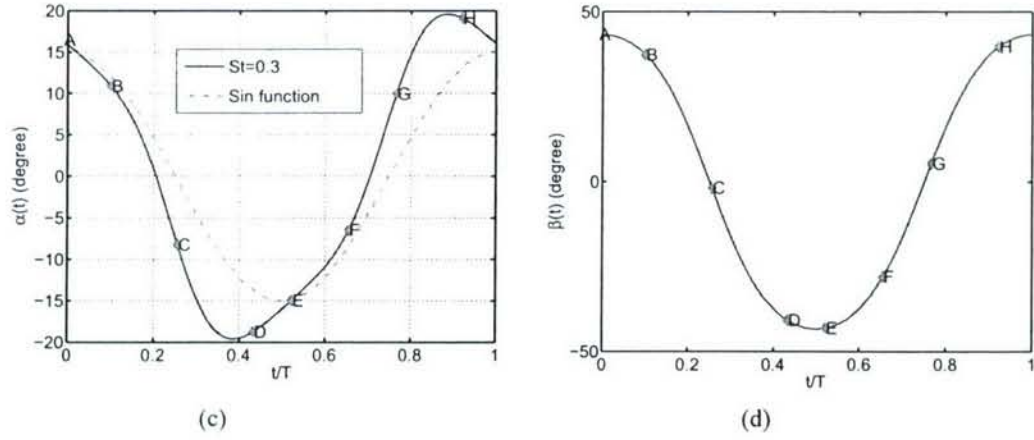 20
15
10
5
0
−5
−10
−15
−20
α(t) (degree)
0
0.2
0.4
0.6
0.8
1
t/T
St=0.3
Sin function
A
B
C
D
E
F
G
H
(c)
50
0
−50
β(t) (degree)
0
0.2
0.4
0.6
0.8
1
t/T
A
B
C
D
E
F
G
H
(d)